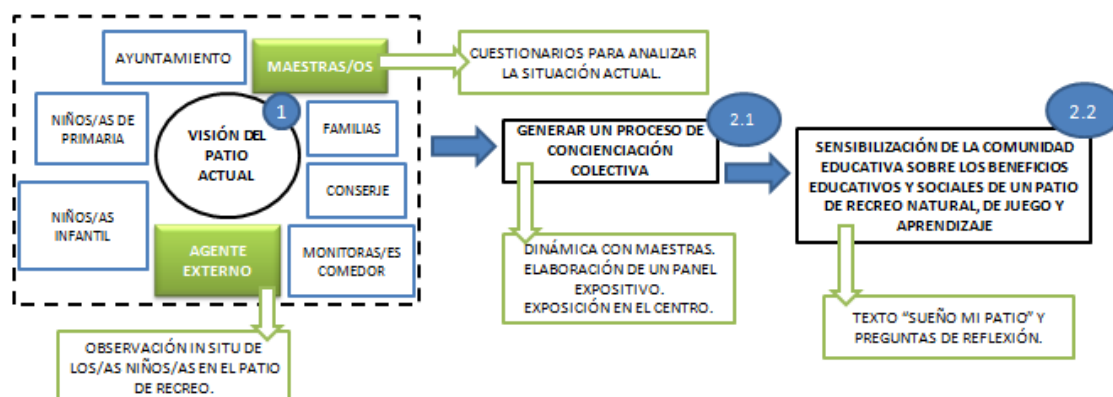 AYUNTAMIENTO
MAESTRAS/OS
CUESTIONARIOS PARA ANALIZAR
LA SITUACIÓN ACTUAL.
NIÑOS/AS DE
PRIMARIA
1
VISIÓN DEL
PATIO
ACTUAL
FAMILIAS
CONSERJE
NIÑOS/AS
INFANTIL
AGENTE
EXTERNO
MONITORAS/ES
COMEDOR
OBSERVACIÓN IN SITU DE
LOS/AS NIÑOS/AS EN EL PATIO
DE RECREO.
2.1
GENERAR UN PROCESO DE
CONCIENCIACIÓN
COLECTIVA
DINÁMICA CON MAESTRAS.
ELABORACIÓN DE UN PANEL
EXPOSITIVO.
EXPOSICIÓN EN EL CENTRO.
2.2
SENSIBILIZACIÓN DE LA COMUNIDAD
EDUCATIVA SOBRE LOS BENEFICIOS
EDUCATIVOS Y SOCIALES DE UN PATIO
DE RECREO NATURAL, DE JUEGO Y
APRENDIZAJE
TEXTO “SUEÑO MI PATIO” Y
PREGUNTAS DE REFLEXIÓN.